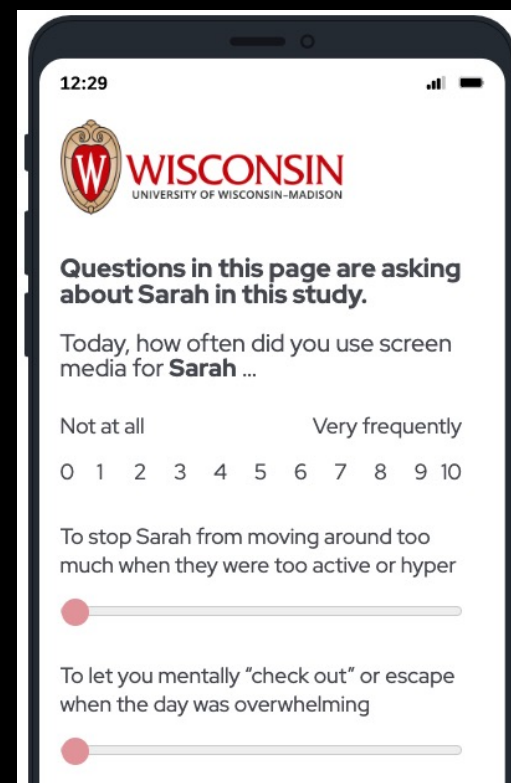 12:29
W
WISCONSIN
UNIVERSITY OF WISCONSIN–MADISON
Questions in this page are asking
about Sarah in this study.
Today, how often did you use screen
media for Sarah ...
Not at all Very frequently
0 1 2 3 4 5 6 7 8 9 10
To stop Sarah from moving around too
much when they were too active or hyper
To let you mentally “check out” or escape
when the day was overwhelming